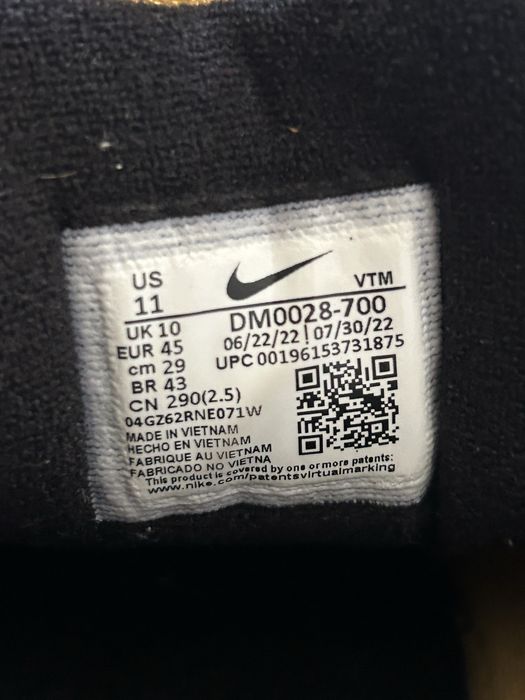 US
11
VTM
UK 10
EUR 45
cm 29
BR 43
CN 290(2.5)
DM0028-700
06/22/22 | 07/30/22
UPC 00196153731875
04GZ62RNE071W
MADE IN VIETNAM
HECHO EN VIETNAM
FABRIQUE AU VIETNAM
FABRICADO NO VIETNA
This product is covered by one or more patents:
www.nike.com/patentsvirtualmarking